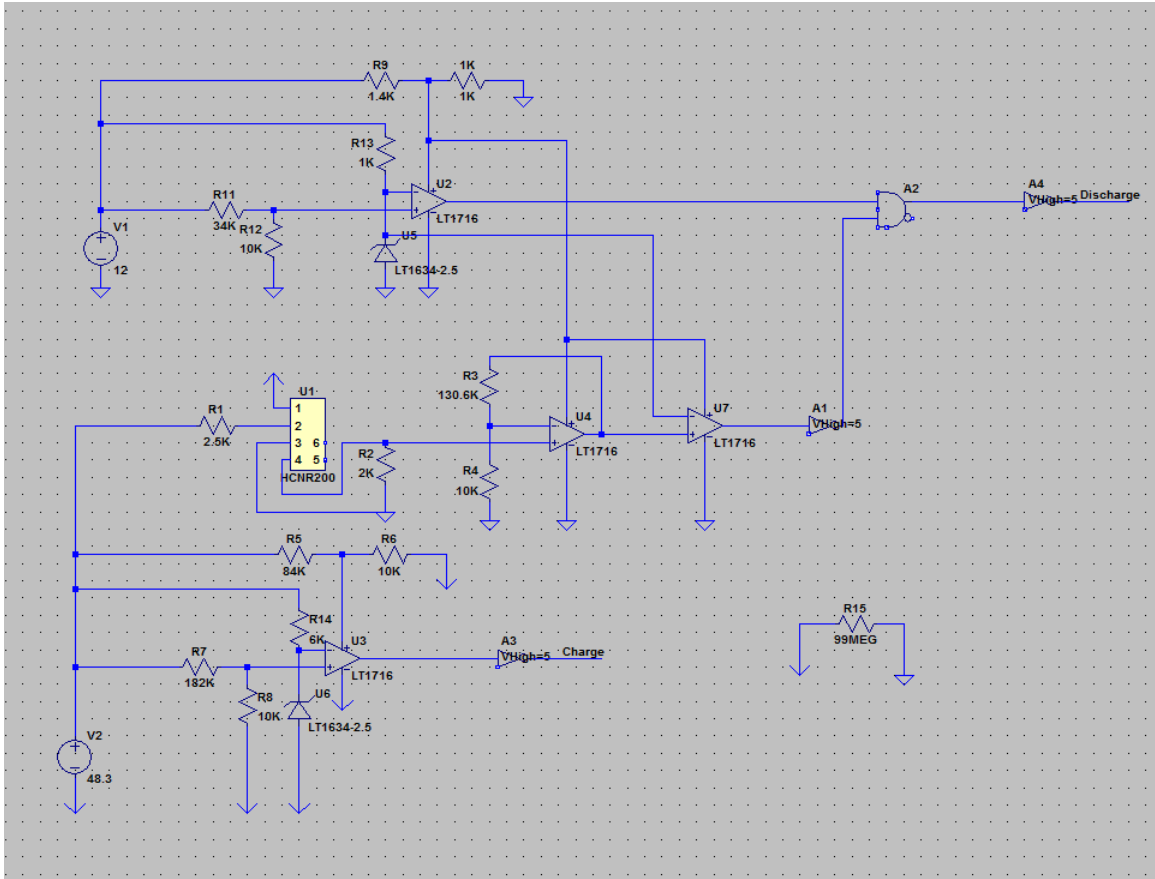 R9
1.4K
1K
1K
R13
1K
U2
LT1716
A2
A4
VHigh=5
Discharge
R11
34K
R12
10K
V1
12
U5
LT1634-2.5
R3
130.6K
U1
1
2
3
4
6
5
HCNR200
R1
2.5K
R2
2K
U4
LT1716
R4
10K
U7
LT1716
A1
VHigh=5
R5
84K
R6
10K
R14
6K
U3
LT1716
A3
VHigh=5
Charge
R15
99MEG
R7
182K
R8
10K
U6
LT1634-2.5
V2
48.3